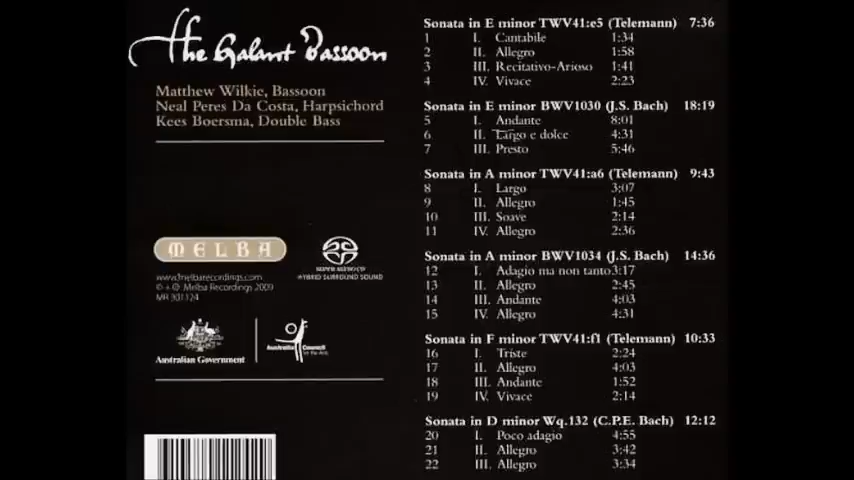 The Galant Bassoon
Matthew Wilkie, Bassoon
Neal Peres Da Costa, Harpsichord
Kees Boersma, Double Bass
MELBA
SUPER AUDIO CD
HYBRID SURROUND SOUND
www.melbarecordings.com
© + ℗ Melba Recordings 2009
MR 301124
Australian Government
Australia Council
for the Arts
Sonata in E minor TWV41:e5 (Telemann) 7:36
1 I. Cantabile 1:34
2 II. Allegro 1:58
3 III. Recitativo-Arioso 1:41
4 IV. Vivace 2:23
Sonata in E minor BWV1030 (J.S. Bach) 18:19
5 I. Andante 8:01
6 II. Largo e dolce 4:31
7 III. Presto 5:46
Sonata in A minor TWV41:a6 (Telemann) 9:43
8 I. Largo 3:07
9 II. Allegro 1:45
10 III. Soave 2:14
11 IV. Allegro 2:36
Sonata in A minor BWV1034 (J.S. Bach) 14:36
12 I. Adagio ma non tanto 3:17
13 II. Allegro 2:45
14 III. Andante 4:03
15 IV. Allegro 4:31
Sonata in F minor TWV41:f1 (Telemann) 10:33
16 I. Triste 2:24
17 II. Allegro 4:03
18 III. Andante 1:52
19 IV. Vivace 2:14
Sonata in D minor Wq.132 (C.P.E. Bach) 12:12
20 I. Poco adagio 4:55
21 II. Allegro 3:42
22 III. Allegro 3:34